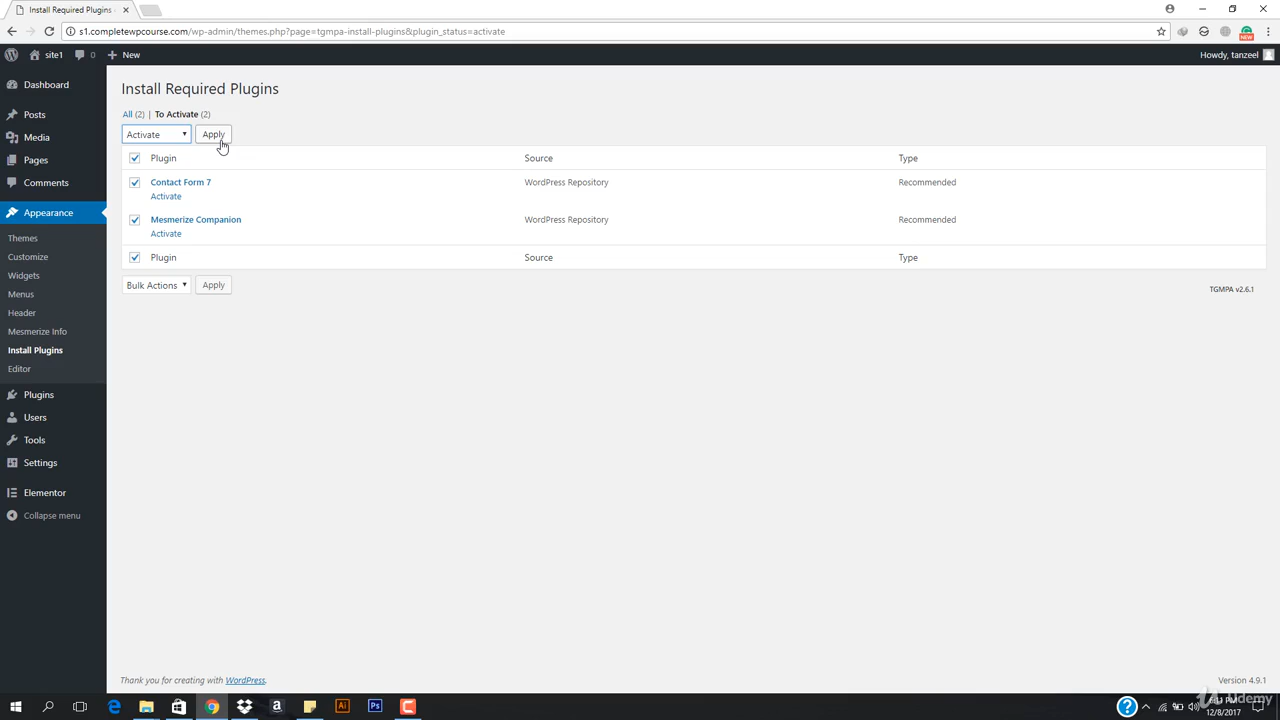 Install Required Plugins
s1.completewpcourse.com/wp-admin/themes.php?page=tgmpa-install-plugins&plugin_status=activate
site1 0 New Howdy, tanzeel
Dashboard
Posts
Media
Pages
Comments
Appearance
Themes
Customize
Widgets
Menus
Header
Mesmerize Info
Install Plugins
Editor
Plugins
Users
Tools
Settings
Elementor
Collapse menu
Install Required Plugins
All (2) | To Activate (2)
Activate Apply
Plugin Source Type
Contact Form 7 WordPress Repository Recommended
Activate
Mesmerize Companion WordPress Repository Recommended
Activate
Plugin Source Type
Bulk Actions Apply
TGMPA v2.6.1
Thank you for creating with WordPress. Version 4.9.1
12/8/2017
Udemy
NEW
Ai
Ps